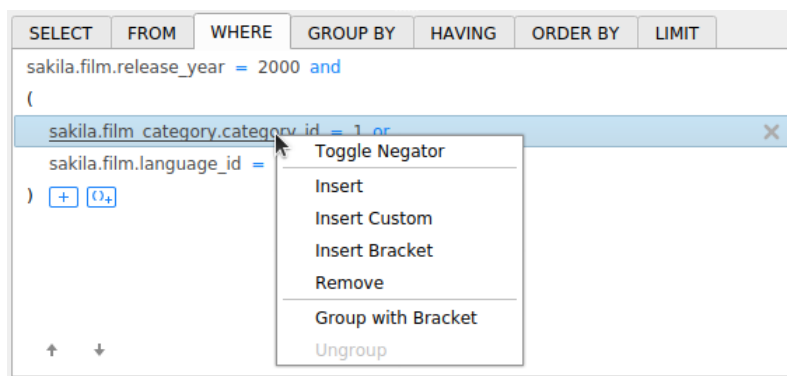 SELECT FROM WHERE GROUP BY HAVING ORDER BY LIMIT
sakila.film.release_year = 2000 and
(
sakila.film_category.category_id = 1 or
sakila.film.language_id =
)
Toggle Negator
Insert
Insert Custom
Insert Bracket
Remove
Group with Bracket
Ungroup